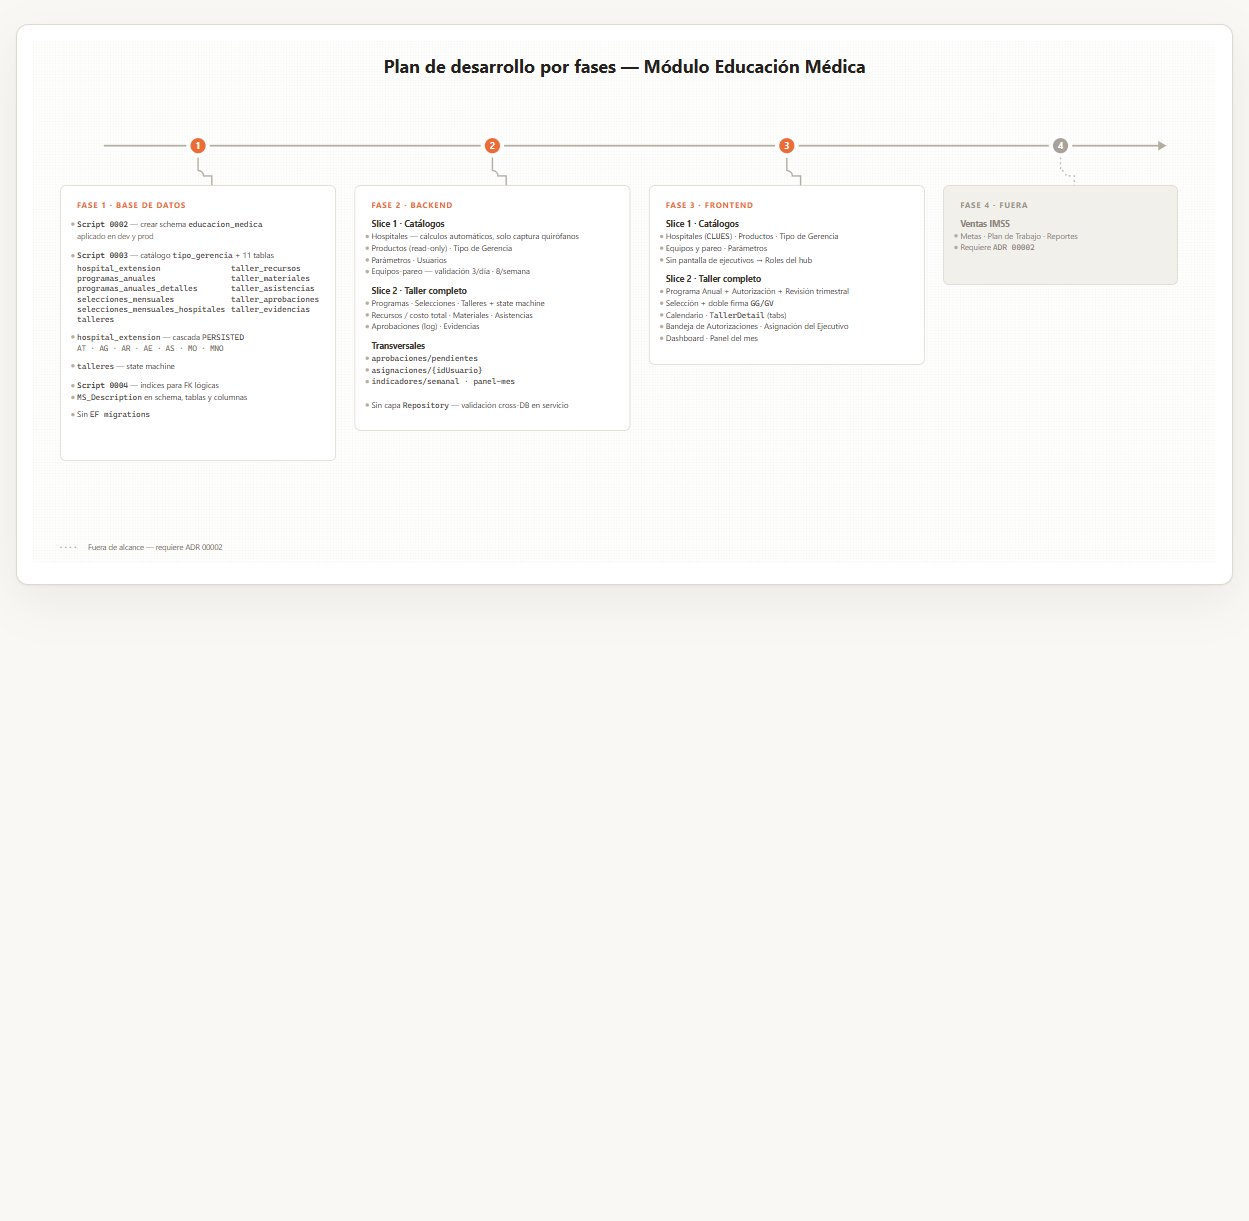 Plan de desarrollo por fases — Módulo Educación Médica
1
2
3
4
FASE 1 · BASE DE DATOS
Script 0002 — crear schema educacion_medica
aplicado en dev y prod
Script 0003 — catálogo tipo_gerencia + 11 tablas
hospital_extension taller_recursos
programas_anuales taller_materiales
programas_anuales_detalles taller_asistencias
selecciones_mensuales taller_aprobaciones
selecciones_mensuales_hospitales taller_evidencias
talleres
hospital_extension — cascada PERSISTED
AT · AG · AR · AE · AS · MO · MNO
talleres — state machine
Script 0004 — índices para FK lógicas
MS_Description en schema, tablas y columnas
Sin EF migrations
FASE 2 · BACKEND
Slice 1 · Catálogos
Hospitales — cálculos automáticos, solo captura quirófanos
Productos (read-only) · Tipo de Gerencia
Parámetros · Usuarios
Equipos-pareo — validación 3/día · 8/semana
Slice 2 · Taller completo
Programas · Selecciones · Talleres + state machine
Recursos / costo total · Materiales · Asistencias
Aprobaciones (log) · Evidencias
Transversales
aprobaciones/pendientes
asignaciones/{idUsuario}
indicadores/semanal · panel-mes
Sin capa Repository — validación cross-DB en servicio
FASE 3 · FRONTEND
Slice 1 · Catálogos
Hospitales (CLUES) · Productos · Tipo de Gerencia
Equipos y pareo · Parámetros
Sin pantalla de ejecutivos → Roles del hub
Slice 2 · Taller completo
Programa Anual + Autorización + Revisión trimestral
Selección + doble firma GG/GV
Calendario · TallerDetail (tabs)
Bandeja de Autorizaciones · Asignación del Ejecutivo
Dashboard · Panel del mes
FASE 4 · FUERA
Ventas IMSS
Metas · Plan de Trabajo · Reportes
Requiere ADR 00002
Fuera de alcance — requiere ADR 00002